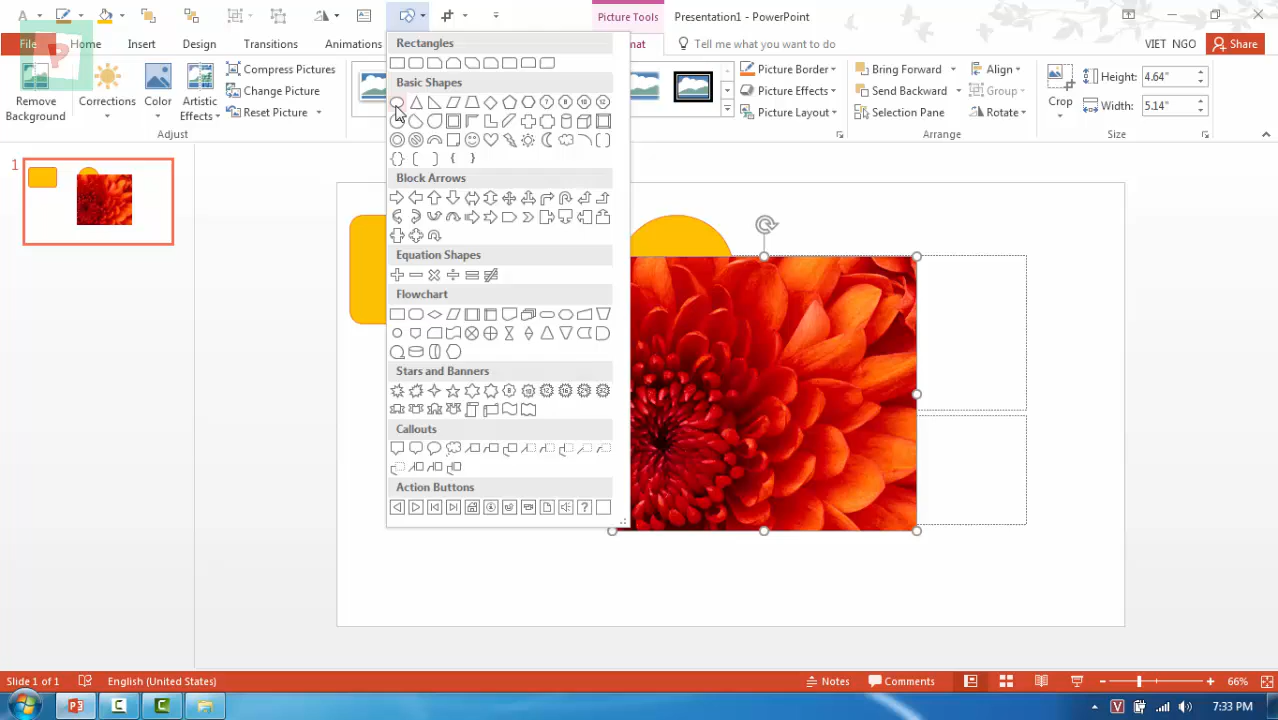 Picture Tools
Presentation1 - PowerPoint
File
Home
Insert
Design
Transitions
Animations
Tell me what you want to do
VIET NGO
Share
Remove Background
Corrections
Color
Artistic Effects
Compress Pictures
Change Picture
Reset Picture
Adjust
Rectangles
Basic Shapes
Block Arrows
Equation Shapes
Flowchart
Stars and Banners
Callouts
Action Buttons
Picture Border
Picture Effects
Picture Layout
Bring Forward
Send Backward
Selection Pane
Align
Group
Arrange
Crop
Height: 4.64"
Width: 5.14"
Size
1
Slide 1 of 1
English (United States)
Notes
Comments
66%
7:33 PM